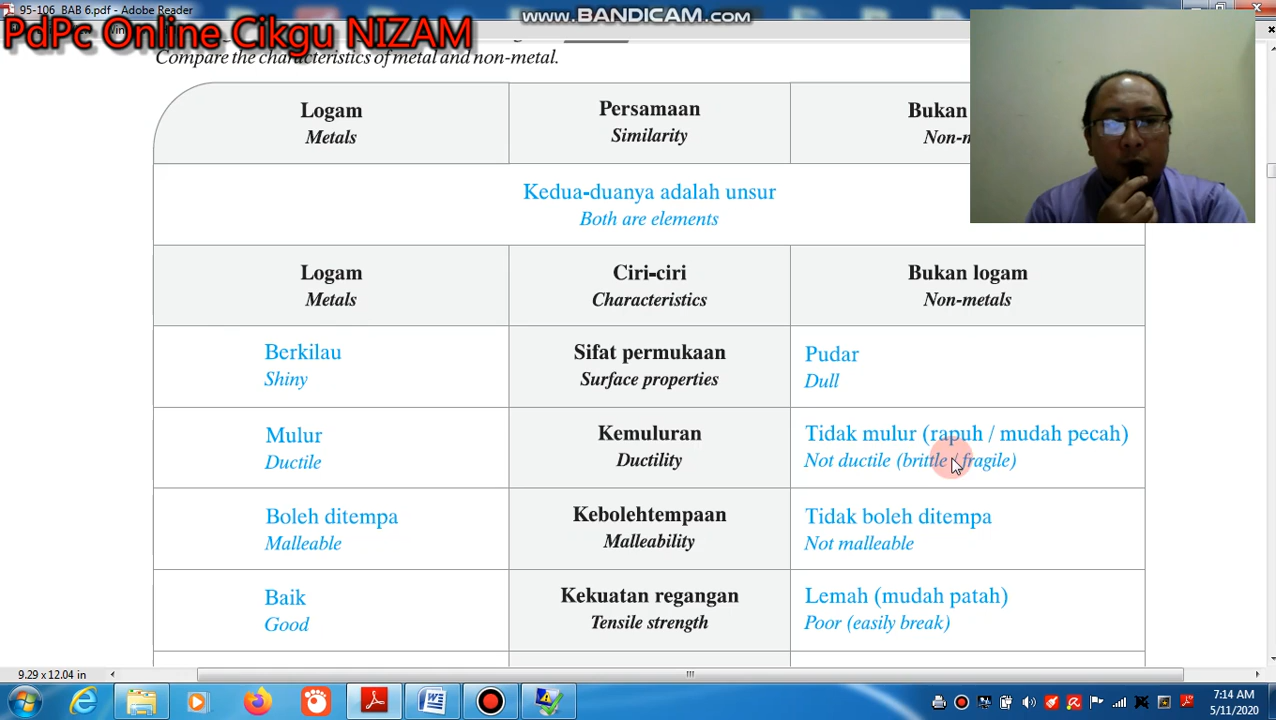 95-106_BAB 6.pdf - Adobe Reader
www.BANDICAM.com
PdPc Online Cikgu NIZAM
Compare the characteristics of metal and non-metal.
Logam
Metals
Persamaan
Similarity
Bukan
Kedua-duanya adalah unsur
Both are elements
Logam
Metals
Ciri-ciri
Characteristics
Bukan logam
Non-metals
Berkilau
Shiny
Sifat permukaan
Surface properties
Pudar
Dull
Mulur
Ductile
Kemuluran
Ductility
Tidak mulur (rapuh / mudah pecah)
Not ductile (brittle / fragile)
Boleh ditempa
Malleable
Kebolehtempaan
Malleability
Tidak boleh ditempa
Not malleable
Baik
Good
Kekuatan regangan
Tensile strength
Lemah (mudah patah)
Poor (easily break)
9.29 x 12.04 in
7:14 AM
5/11/2020